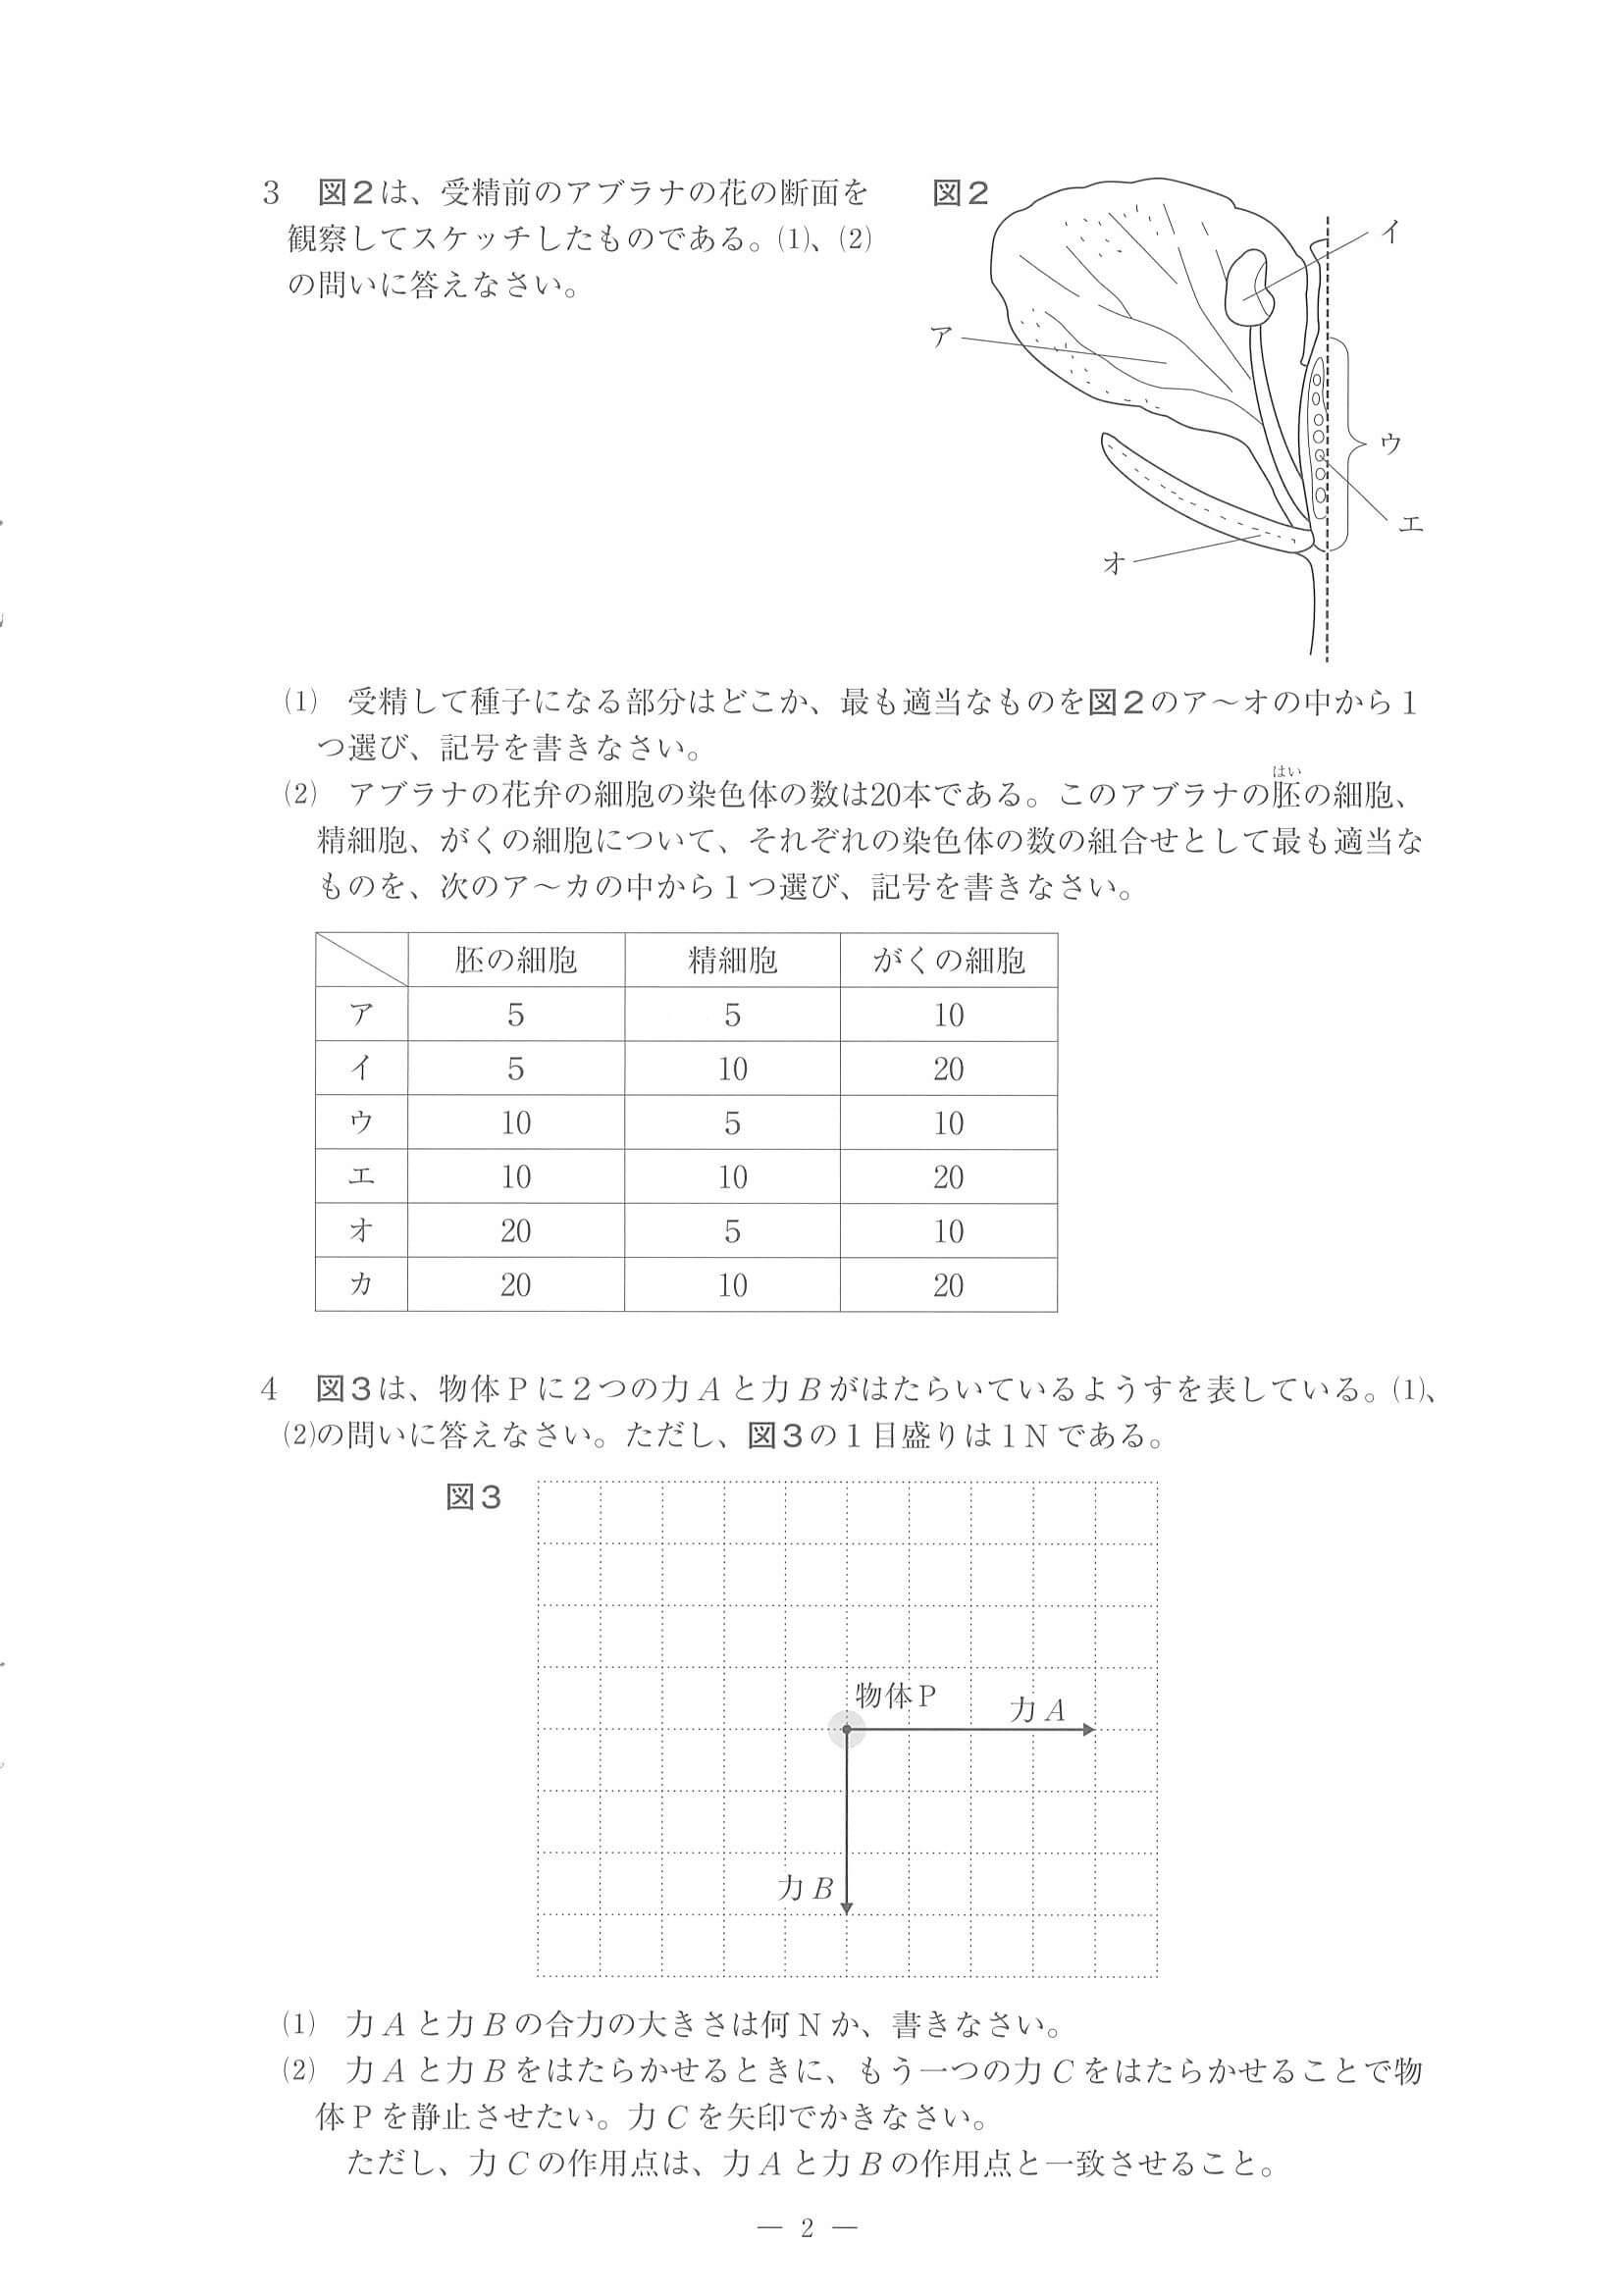 3　図2は、受精前のアブラナの花の断面を
観察してスケッチしたものである。(1)、(2)
の問いに答えなさい。
図2
ア
イ
ウ
エ
オ
(1)　受精して種子になる部分はどこか、最も適当なものを図2のア～オの中から1
つ選び、記号を書きなさい。
(2)　アブラナの花弁の細胞の染色体の数は20本である。このアブラナの胚の細胞、
はい
精細胞、がくの細胞について、それぞれの染色体の数の組合せとして最も適当な
ものを、次のア～カの中から1つ選び、記号を書きなさい。
胚の細胞　精細胞　がくの細胞
ア　5　5　10
イ　5　10　20
ウ　10　5　10
エ　10　10　20
オ　20　5　10
カ　20　10　20
4　図3は、物体Pに2つの力Aと力Bがはたらいているようすを表している。(1)、
(2)の問いに答えなさい。ただし、図3の1目盛りは1Nである。
図3
物体P
力A
力B
(1)　力Aと力Bの合力の大きさは何Nか、書きなさい。
(2)　力Aと力Bをはたらかせるときに、もう一つの力Cをはたらかせることで物
体Pを静止させたい。力Cを矢印でかきなさい。
ただし、力Cの作用点は、力Aと力Bの作用点と一致させること。
— 2 —